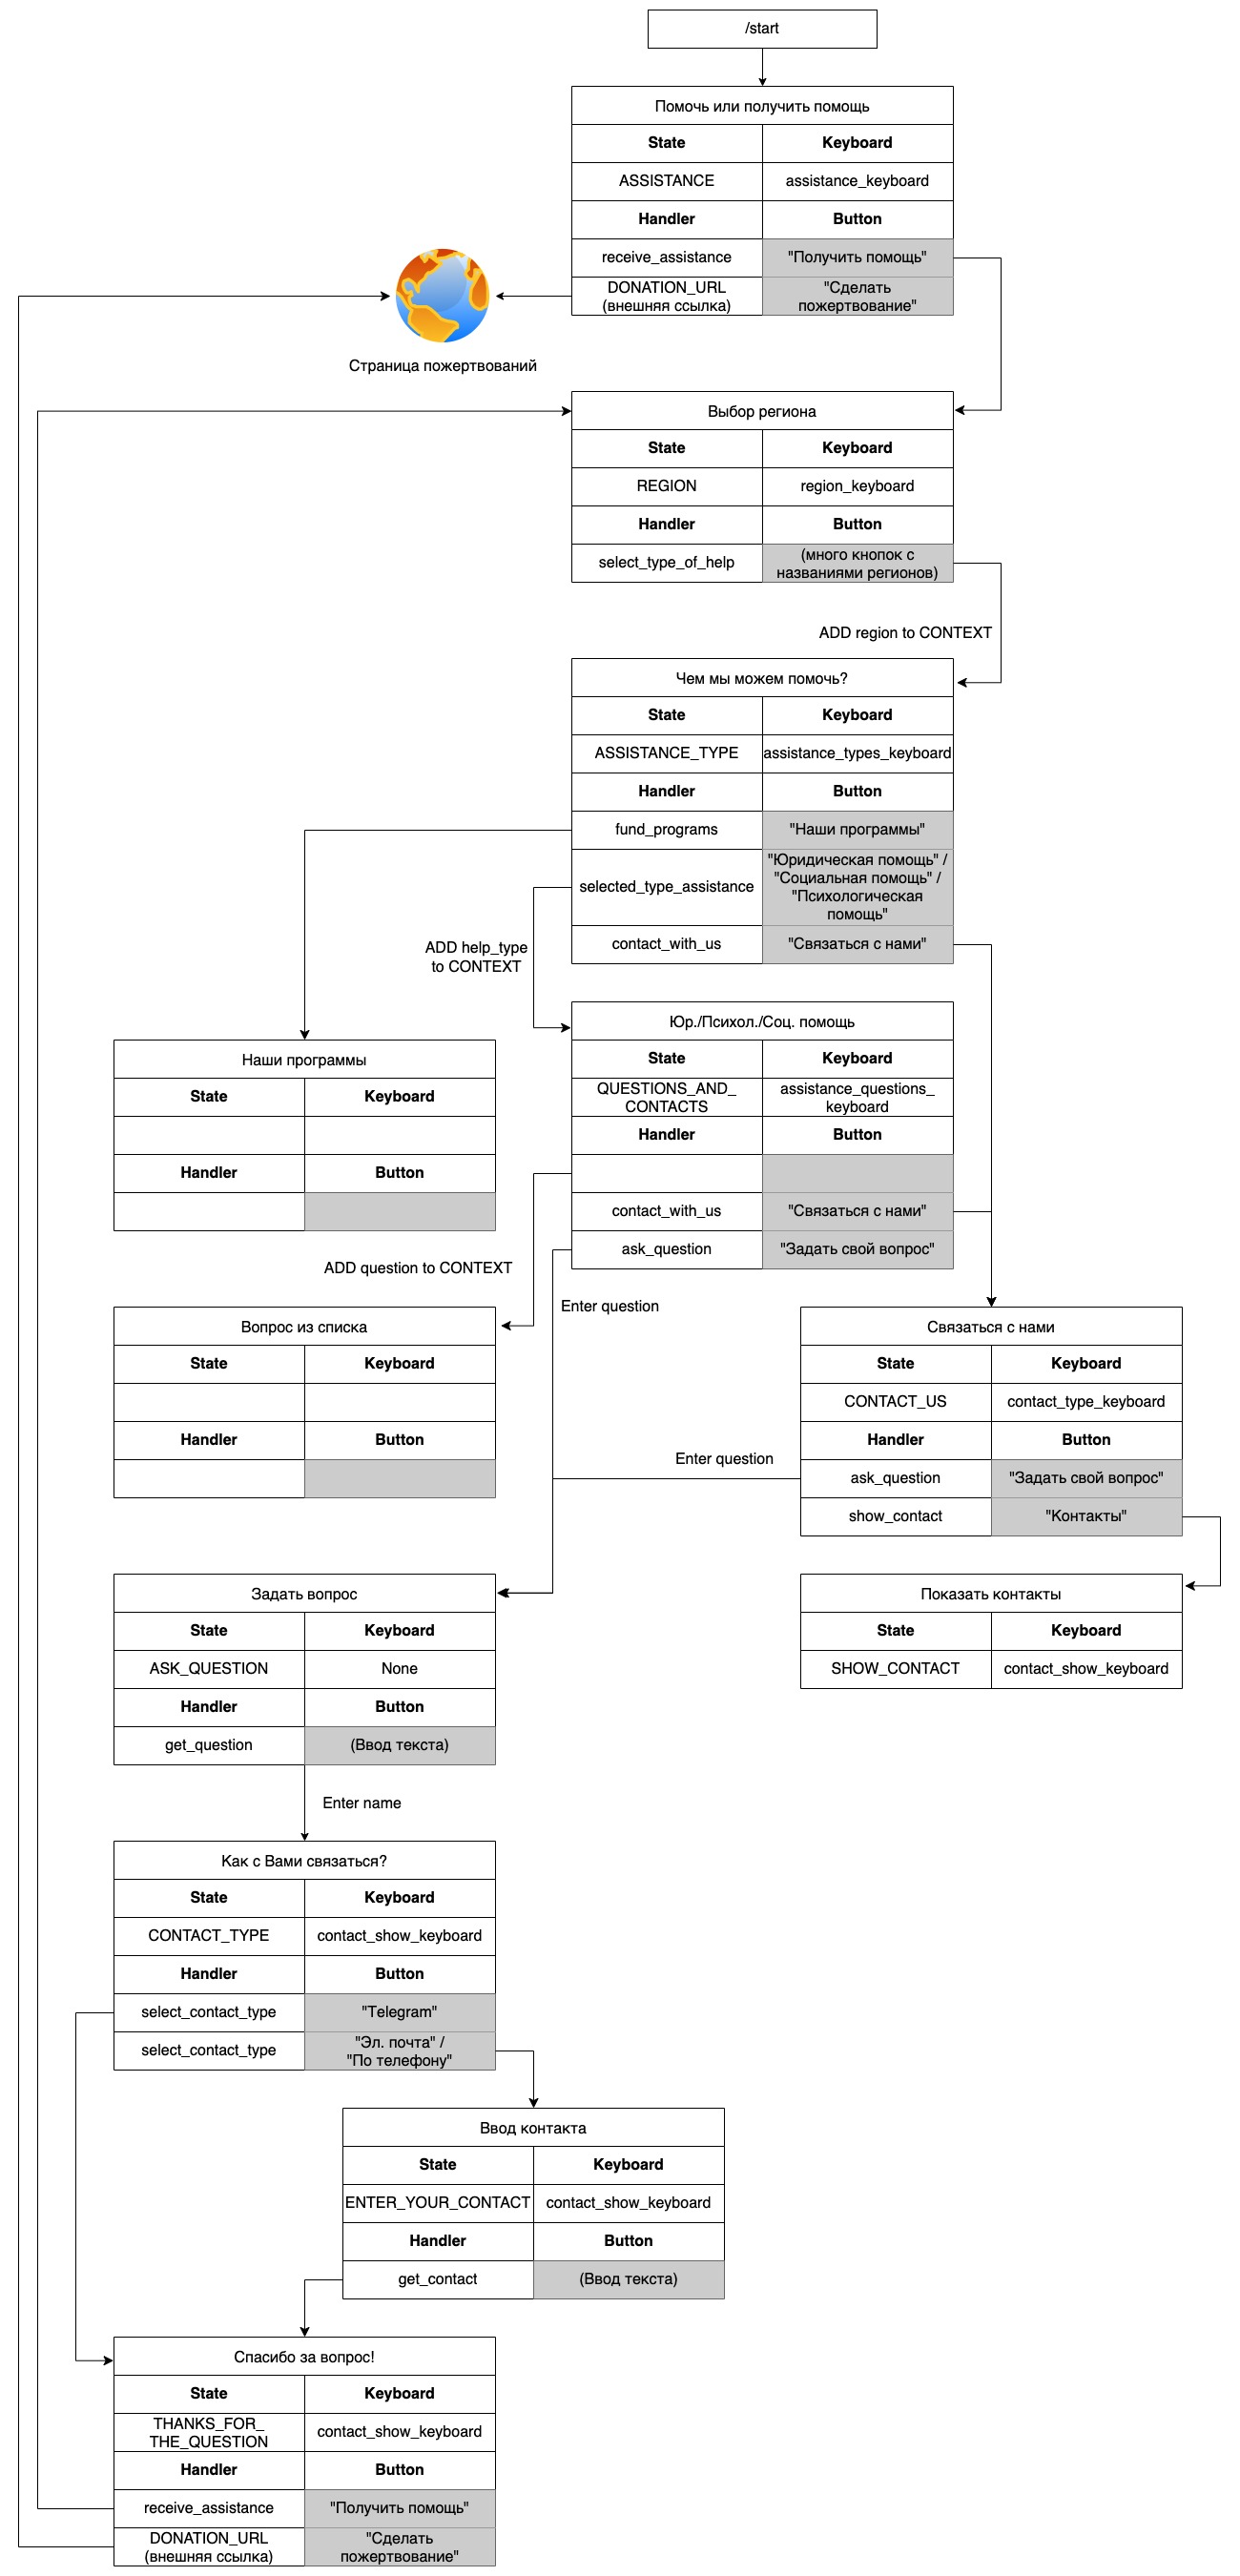 /start
Помочь или получить помощь
State
Keyboard
ASSISTANCE
assistance_keyboard
Handler
Button
receive_assistance
"Получить помощь"
DONATION_URL
(внешняя ссылка)
"Сделать
пожертвование"
Страница пожертвований
Выбор региона
State
Keyboard
REGION
region_keyboard
Handler
Button
select_type_of_help
(много кнопок с
названиями регионов)
ADD region to CONTEXT
Чем мы можем помочь?
State
Keyboard
ASSISTANCE_TYPE
assistance_types_keyboard
Handler
Button
fund_programs
"Наши программы"
selected_type_assistance
"Юридическая помощь" /
"Социальная помощь" /
"Психологическая
помощь"
contact_with_us
"Связаться с нами"
ADD help_type
to CONTEXT
Юр./Психол./Соц. помощь
State
Keyboard
QUESTIONS_AND_
CONTACTS
assistance_questions_
keyboard
Handler
Button
contact_with_us
"Связаться с нами"
ask_question
"Задать свой вопрос"
Наши программы
State
Keyboard
Handler
Button
ADD question to CONTEXT
Enter question
Вопрос из списка
State
Keyboard
Handler
Button
Связаться с нами
State
Keyboard
CONTACT_US
contact_type_keyboard
Handler
Button
Enter question
ask_question
"Задать свой вопрос"
show_contact
"Контакты"
Задать вопрос
State
Keyboard
ASK_QUESTION
None
Handler
Button
get_question
(Ввод текста)
Показать контакты
State
Keyboard
SHOW_CONTACT
contact_show_keyboard
Enter name
Как с Вами связаться?
State
Keyboard
CONTACT_TYPE
contact_show_keyboard
Handler
Button
select_contact_type
"Telegram"
select_contact_type
"Эл. почта" /
"По телефону"
Ввод контакта
State
Keyboard
ENTER_YOUR_CONTACT
contact_show_keyboard
Handler
Button
get_contact
(Ввод текста)
Спасибо за вопрос!
State
Keyboard
THANKS_FOR_
THE_QUESTION
contact_show_keyboard
Handler
Button
receive_assistance
"Получить помощь"
DONATION_URL
(внешняя ссылка)
"Сделать
пожертвование"